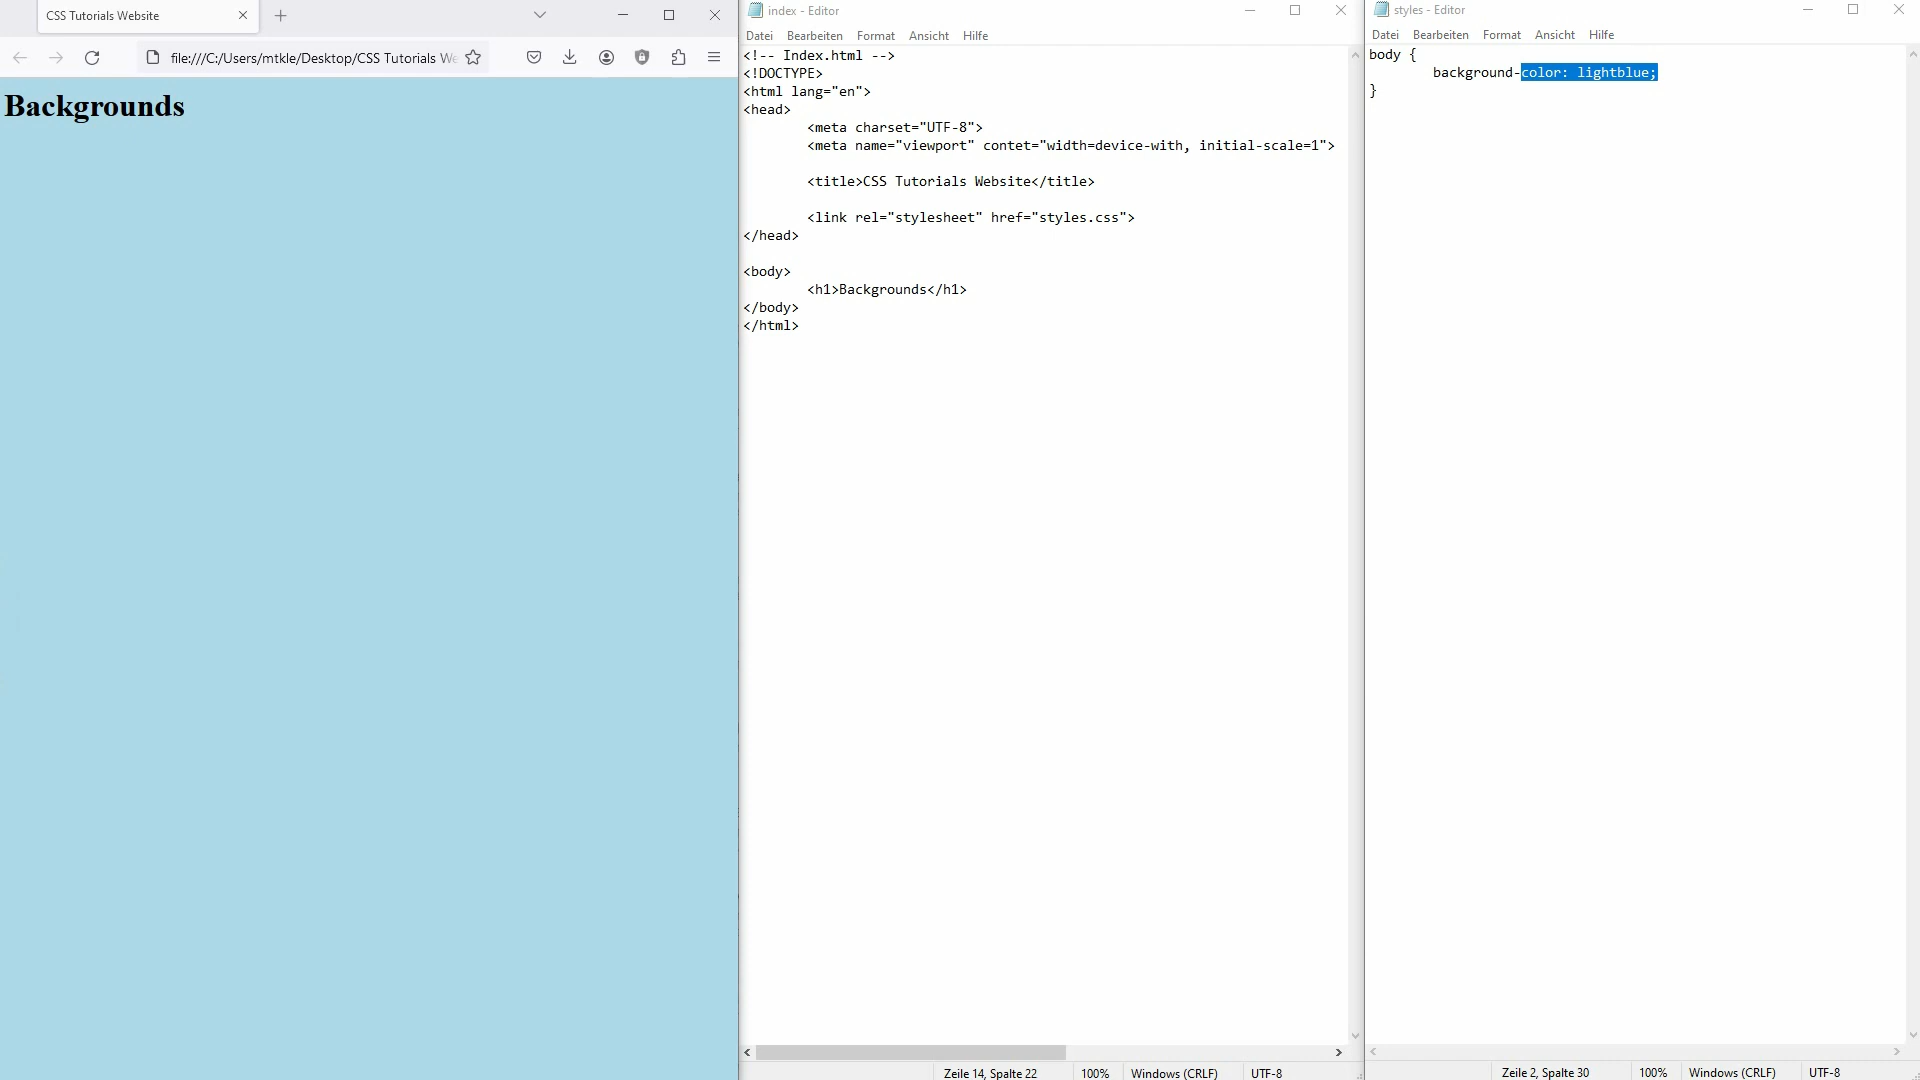 CSS Tutorials Website
file:///C:/Users/mtkle/Desktop/CSS Tutorials We
Backgrounds
index - Editor
Datei Bearbeiten Format Ansicht Hilfe
<!-- Index.html -->
<!DOCTYPE>
<html lang="en">
<head>
<meta charset="UTF-8">
<meta name="viewport" contet="width=device-with, initial-scale=1">
<title>CSS Tutorials Website</title>
<link rel="stylesheet" href="styles.css">
</head>
<body>
<h1>Backgrounds</h1>
</body>
</html>
Zeile 14, Spalte 22 100% Windows (CRLF) UTF-8
styles - Editor
Datei Bearbeiten Format Ansicht Hilfe
body {
background-color: lightblue;
}
Zeile 2, Spalte 30 100% Windows (CRLF) UTF-8